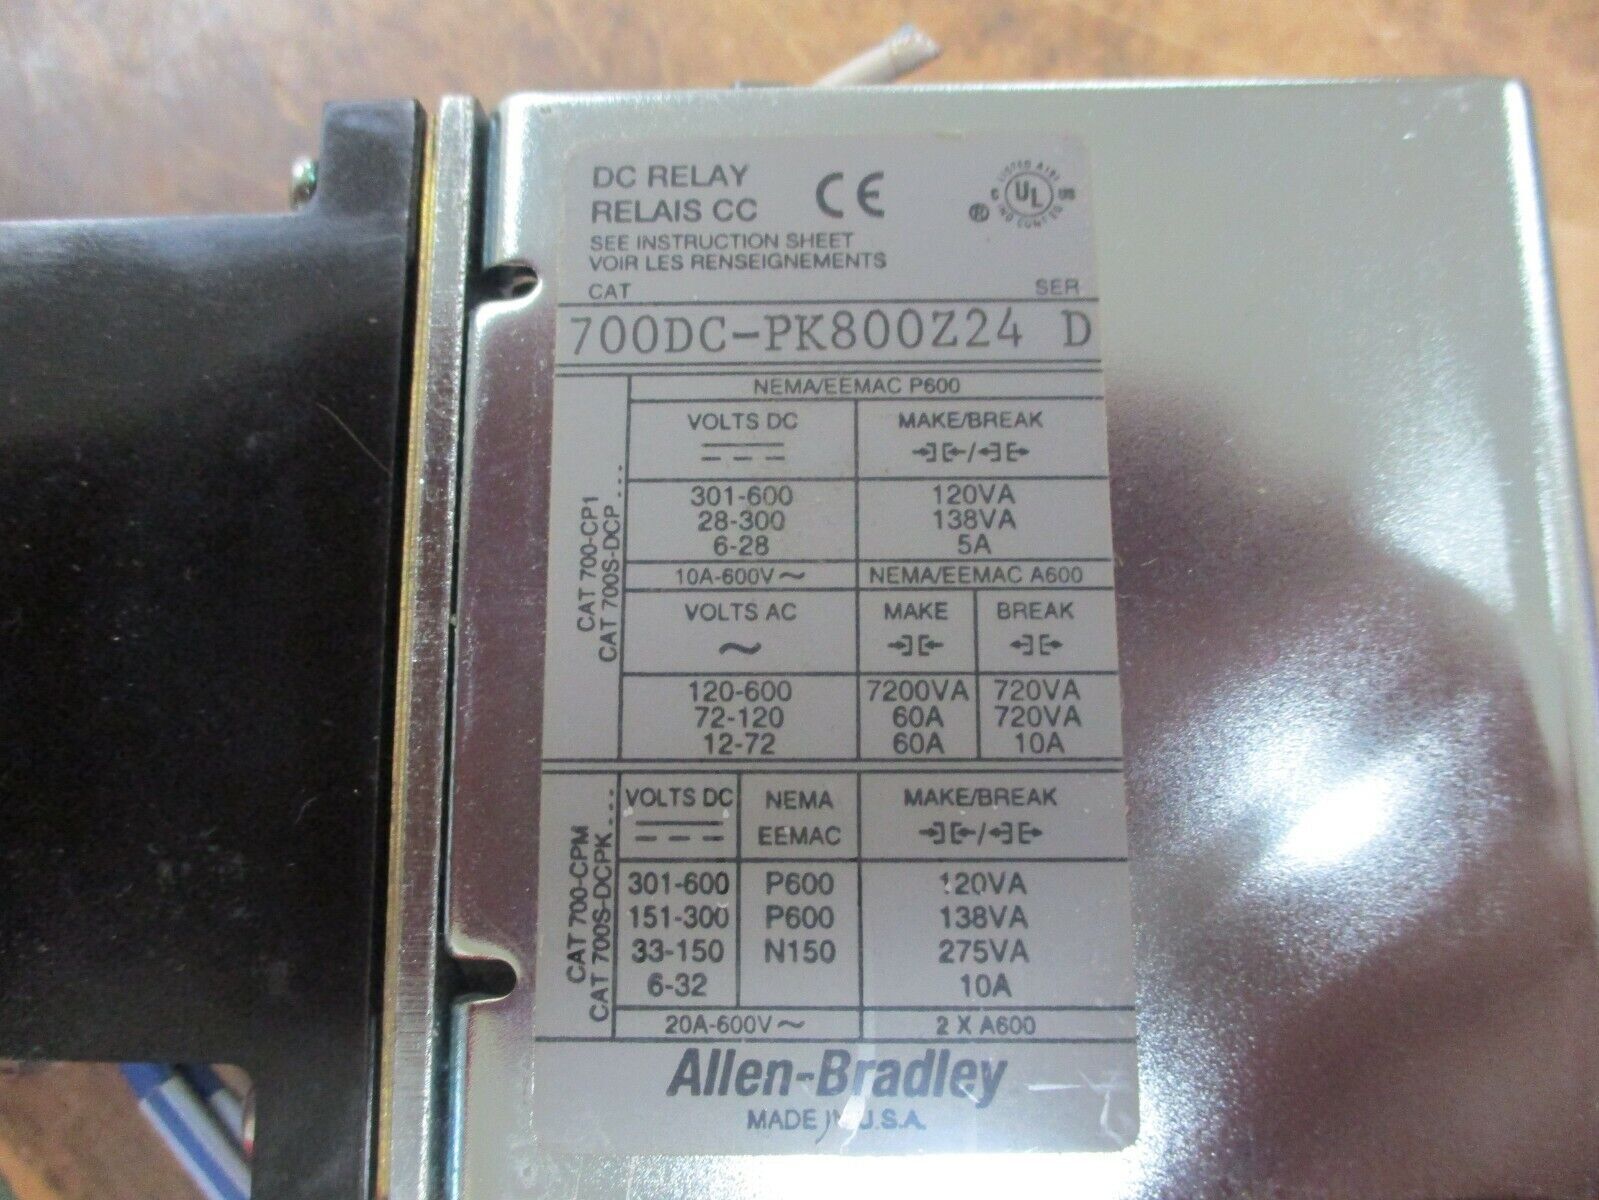 DC RELAY
RELAIS CC
CE
UL
SEE INSTRUCTION SHEET
VOIR LES RENSEIGNEMENTS
CAT SER
700DC-PK800Z24 D
CAT 700-CP1
CAT 700S-DCP....
NEMA/EEMAC P600
VOLTS DC MAKE/BREAK
301-600 120VA
28-300 138VA
6-28 5A
10A-600V~ NEMA/EEMAC A600
VOLTS AC MAKE BREAK
~
120-600 7200VA 720VA
72-120 60A 720VA
12-72 60A 10A
CAT 700-CPM
CAT 700S-DCPK....
VOLTS DC NEMA MAKE/BREAK
EEMAC
301-600 P600 120VA
151-300 P600 138VA
33-150 N150 275VA
6-32 10A
20A-600V~ 2 X A600
Allen-Bradley
MADE IN U.S.A.